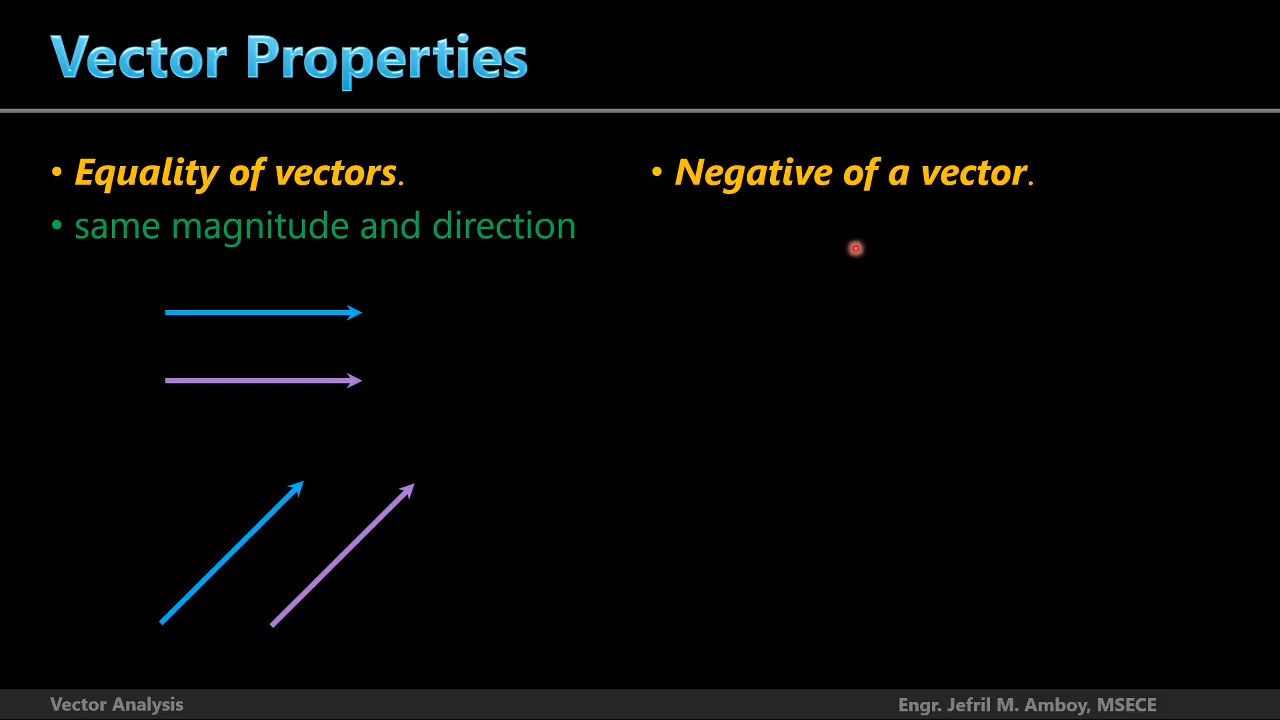 Vector Properties
• Equality of vectors.
• same magnitude and direction
• Negative of a vector.
Vector Analysis
Engr. Jefril M. Amboy, MSECE